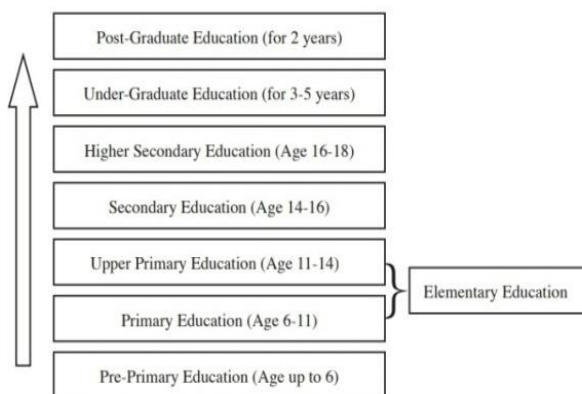 Post-Graduate Education (for 2 years)
Under-Graduate Education (for 3-5 years)
Higher Secondary Education (Age 16-18)
Secondary Education (Age 14-16)
Upper Primary Education (Age 11-14)
Elementary Education
Primary Education (Age 6-11)
Pre-Primary Education (Age up to 6)